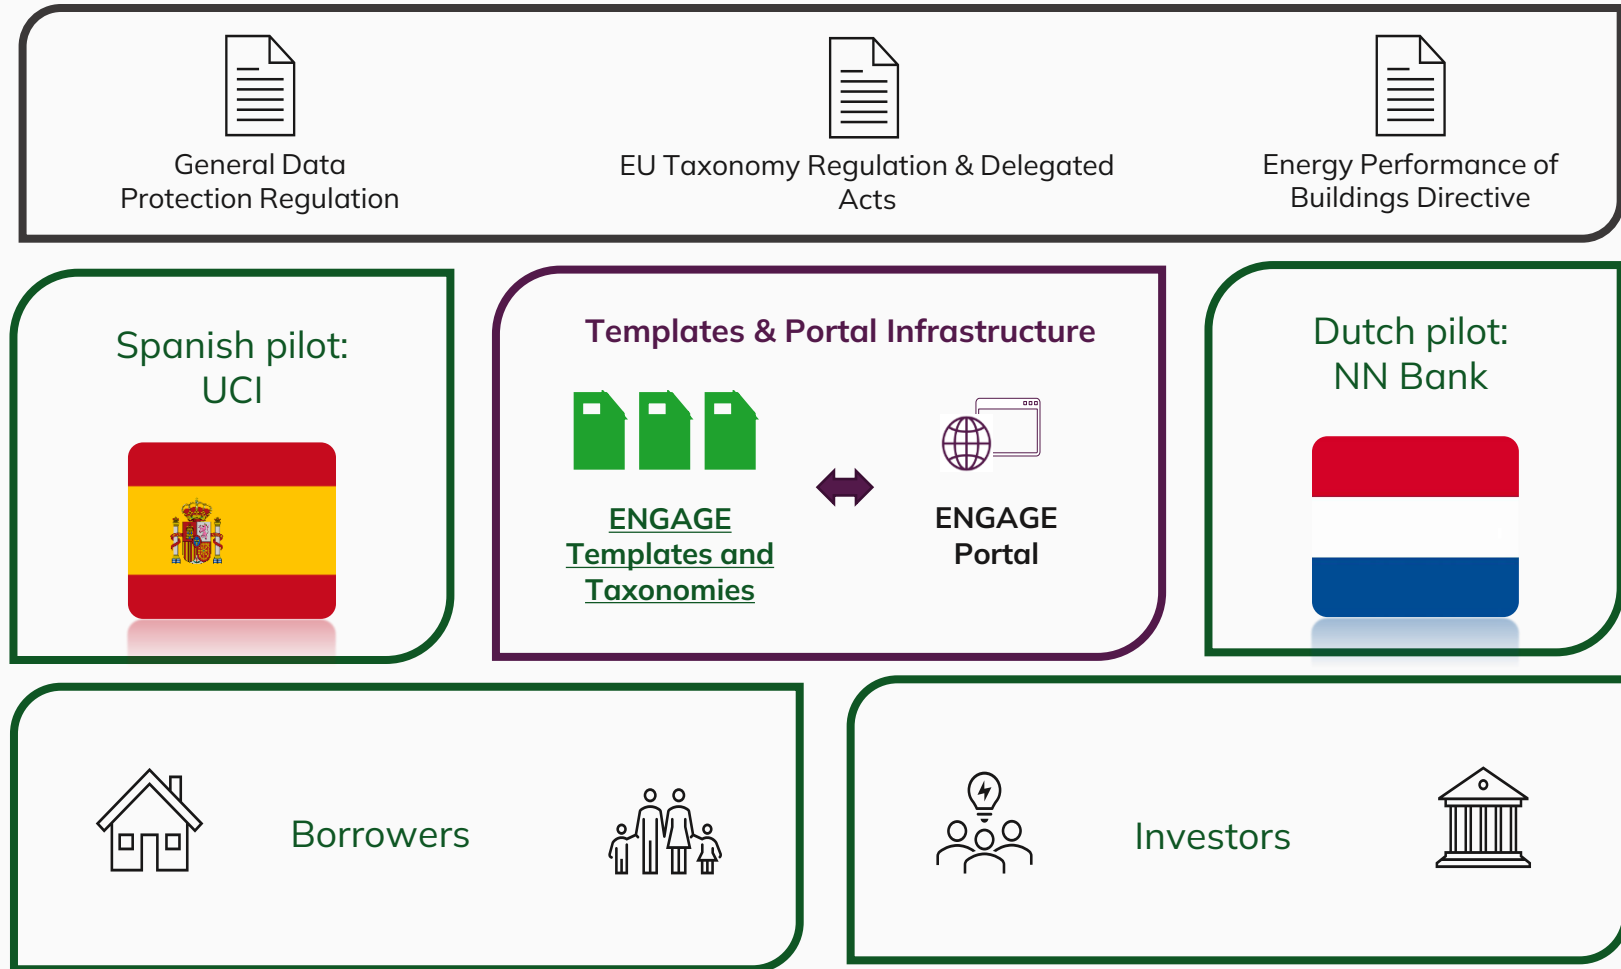 General Data
Protection Regulation
EU Taxonomy Regulation & Delegated
Acts
Energy Performance of
Buildings Directive
Spanish pilot:
UCI
Templates & Portal Infrastructure
ENGAGE
Templates and
Taxonomies
ENGAGE
Portal
Dutch pilot:
NN Bank
Borrowers
Investors